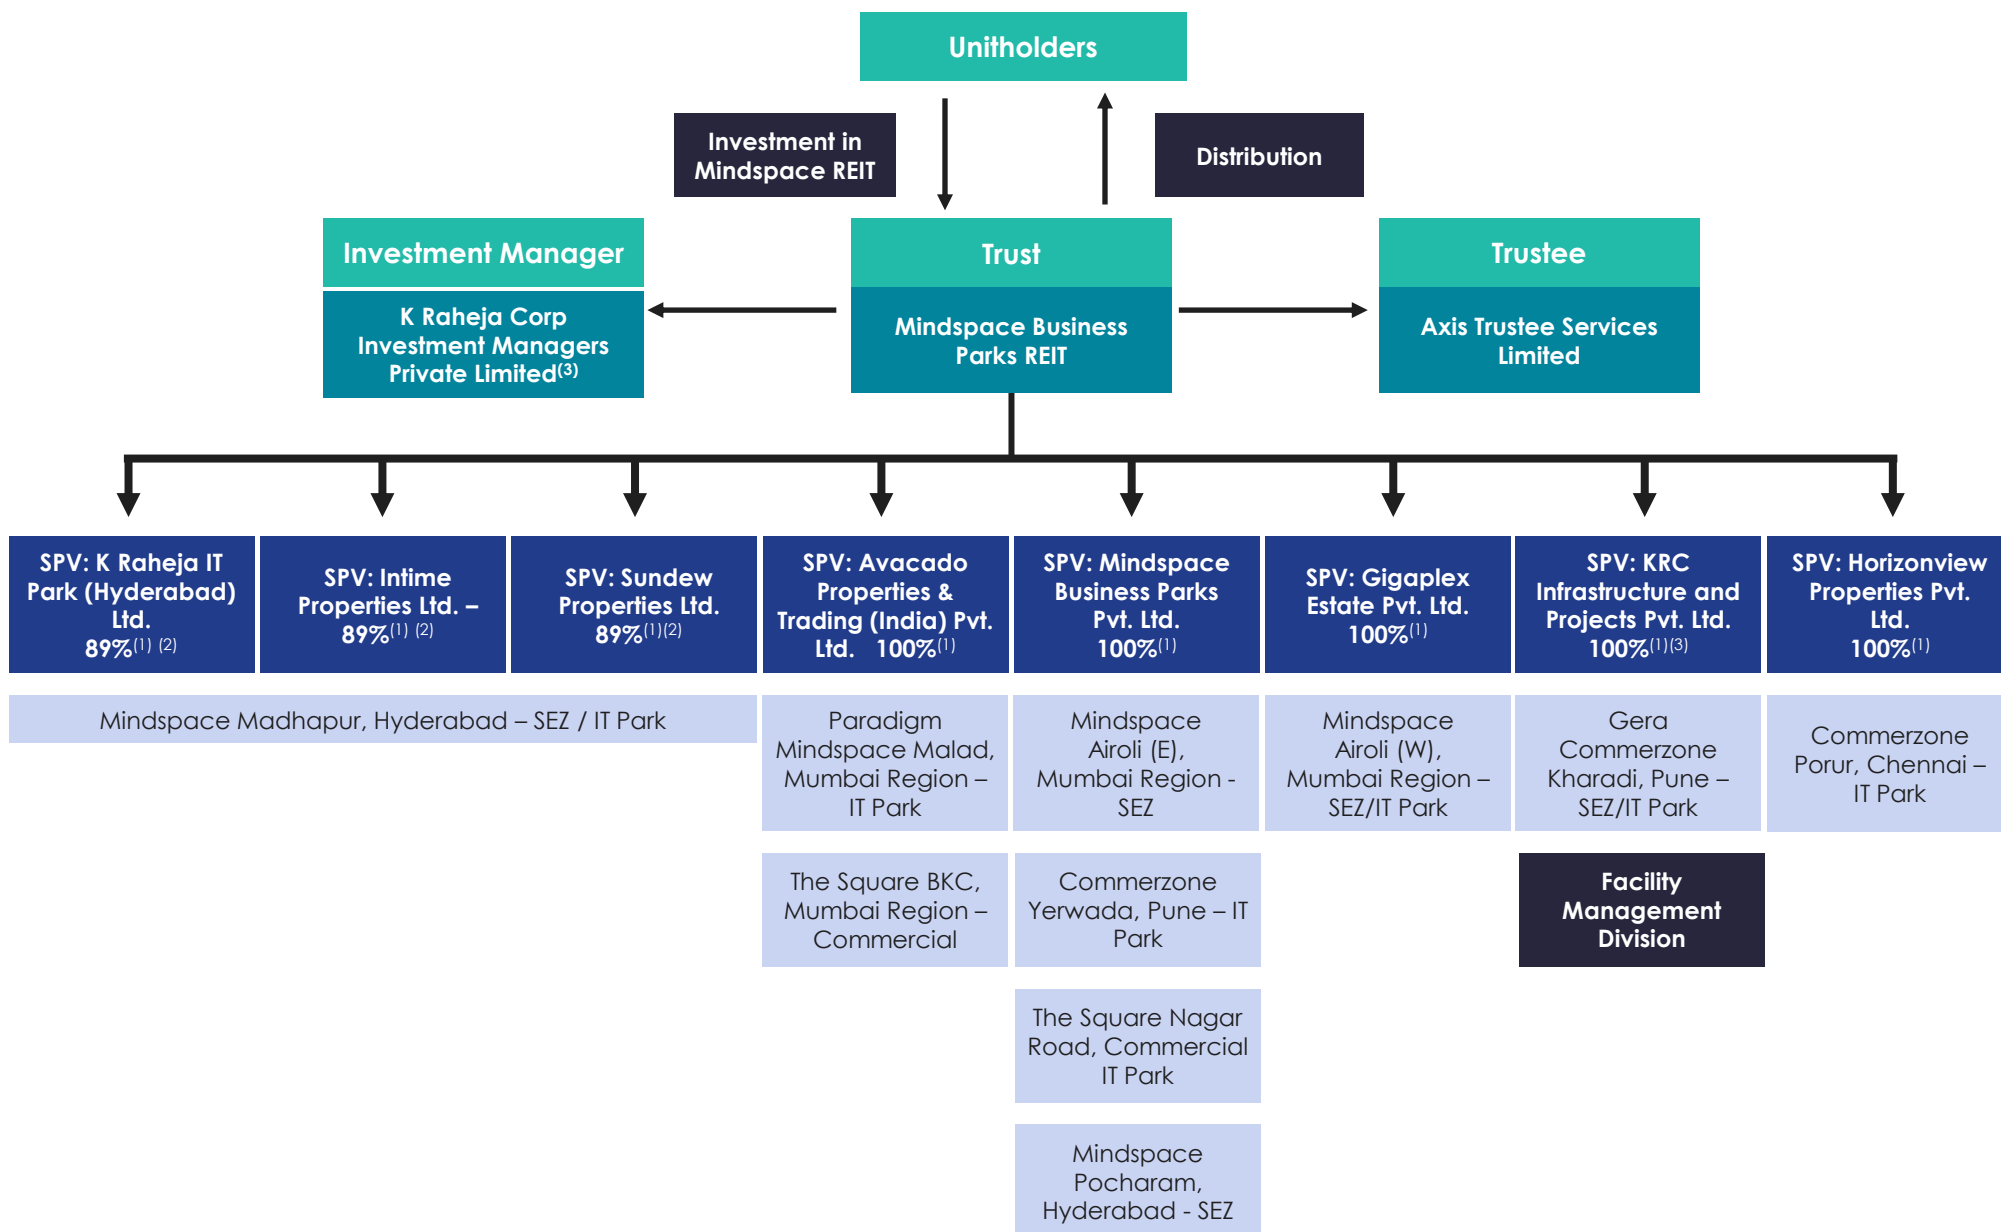 Unitholders
Investment in
Mindspace REIT
Distribution
Investment Manager
K Raheja Corp
Investment Managers
Private Limited(3)
Trust
Mindspace Business
Parks REIT
Trustee
Axis Trustee Services
Limited
SPV: K Raheja IT
Park (Hyderabad)
Ltd.
89%(1) (2)
SPV: Intime
Properties Ltd. –
89%(1) (2)
SPV: Sundew
Properties Ltd.
89%(1)(2)
SPV: Avacado
Properties &
Trading (India) Pvt.
Ltd. 100%(1)
SPV: Mindspace
Business Parks
Pvt. Ltd.
100%(1)
SPV: Gigaplex
Estate Pvt. Ltd.
100%(1)
SPV: KRC
Infrastructure and
Projects Pvt. Ltd.
100%(1)(3)
SPV: Horizonview
Properties Pvt.
Ltd.
100%(1)
Mindspace Madhapur, Hyderabad – SEZ / IT Park
Paradigm
Mindspace Malad,
Mumbai Region –
IT Park
Mindspace
Airoli (E),
Mumbai Region -
SEZ
Mindspace
Airoli (W),
Mumbai Region –
SEZ/IT Park
Gera
Commerzone
Kharadi, Pune –
SEZ/IT Park
Commerzone
Porur, Chennai –
IT Park
The Square BKC,
Mumbai Region –
Commercial
Commerzone
Yerwada, Pune – IT
Park
Facility
Management
Division
The Square Nagar
Road, Commercial
IT Park
Mindspace
Pocharam,
Hyderabad - SEZ